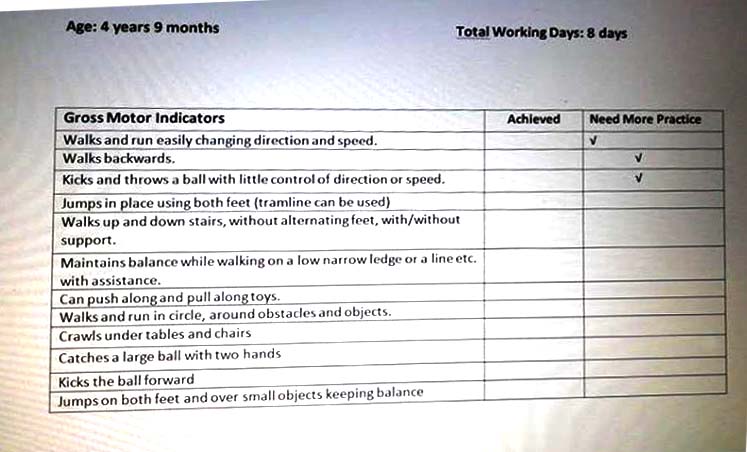 Age: 4 years 9 months
Total Working Days: 8 days
Gross Motor Indicators Achieved Need More Practice
Walks and run easily changing direction and speed. √
Walks backwards. √
Kicks and throws a ball with little control of direction or speed. √
Jumps in place using both feet (tramline can be used)
Walks up and down stairs, without alternating feet, with/without
support.
Maintains balance while walking on a low narrow ledge or a line etc.
with assistance.
Can push along and pull along toys.
Walks and run in circle, around obstacles and objects.
Crawls under tables and chairs
Catches a large ball with two hands
Kicks the ball forward
Jumps on both feet and over small objects keeping balance